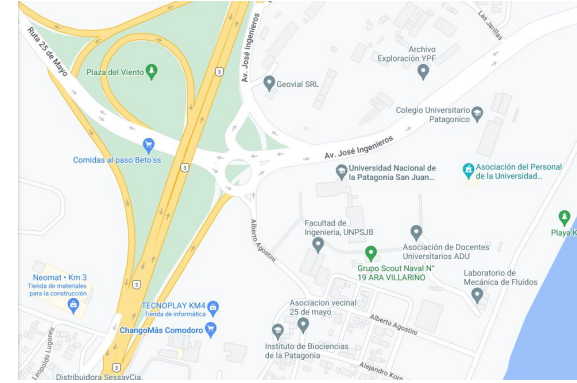 Las Jarillas
Ruta 25 de Mayo
Av. José Ingenieros
Archivo
Exploración YPF
Plaza del Viento
3
Geovial SRL
Colegio Universitario
Patagonico
Av. José Ingenieros
Comidas al paso Beto'ss
3
Universidad Nacional de
la Patagonia San Juan...
Asociación del Personal
de la Universidad...
Alberto Agostini
Facultad de
Ingenieria, UNPSJB
Playa K
Asociación de Docentes
Universitarios ADU
Grupo Scout Naval N°
19 ARA VILLARINO
Neomat • Km 3
Tienda de materiales
para la construcción
3
Laboratorio de
Mecánica de Fluidos
TECNOPLAY KM4
Tienda de informática
Asociacion vecinal
25 de mayo
Alberto Agostini
ChangoMâs Comodoro
Leopoldo Lugones
Instituto de Biociencias
de la Patagonia
3
Alejandro Korn
Distribuidora SessayCia.